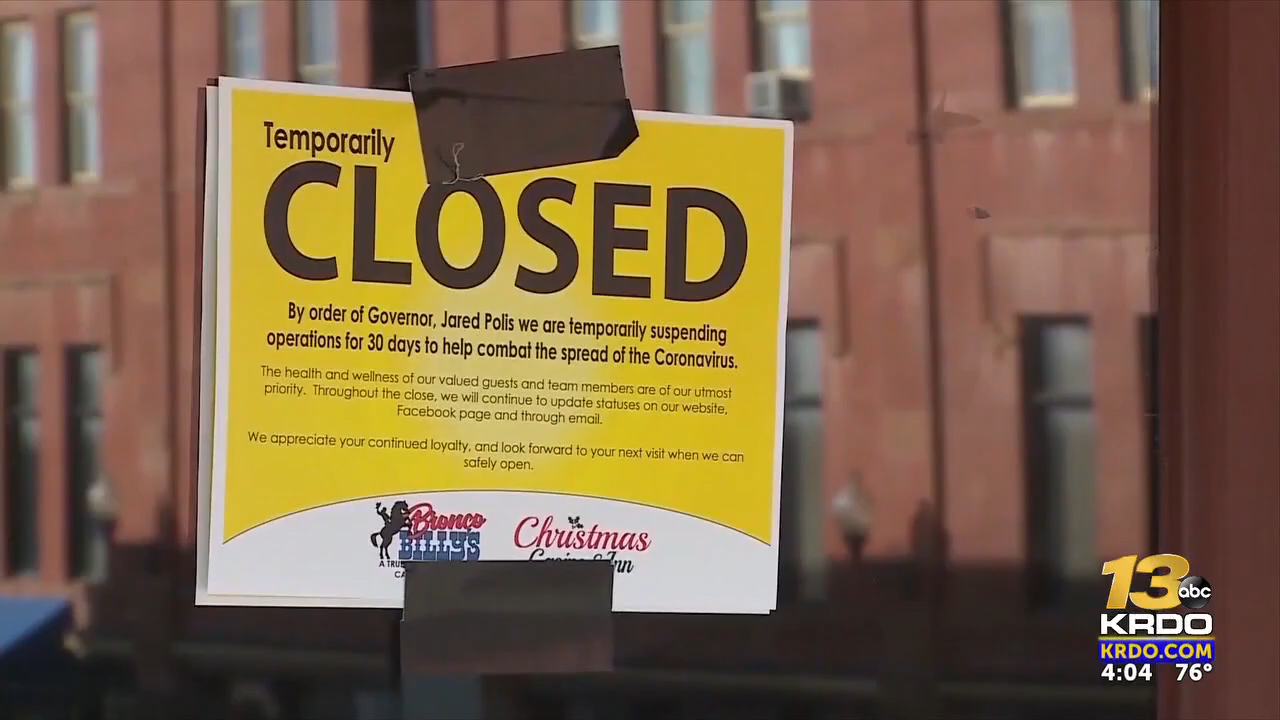 Temporarily
CLOSED
By order of Governor, Jared Polis we are temporarily suspending
operations for 30 days to help combat the spread of the Coronavirus.
The health and wellness of our valued guests and team members are of our utmost
priority. Throughout the close, we will continue to update statuses on our website,
Facebook page and through email.
We appreciate your continued loyalty, and look forward to your next visit when we can
safely open.
Bronco
BILLY'S
A TRU
CA
Christmas
Casino & Inn
13 abc
KRDO
KRDO.COM
4:04 76°